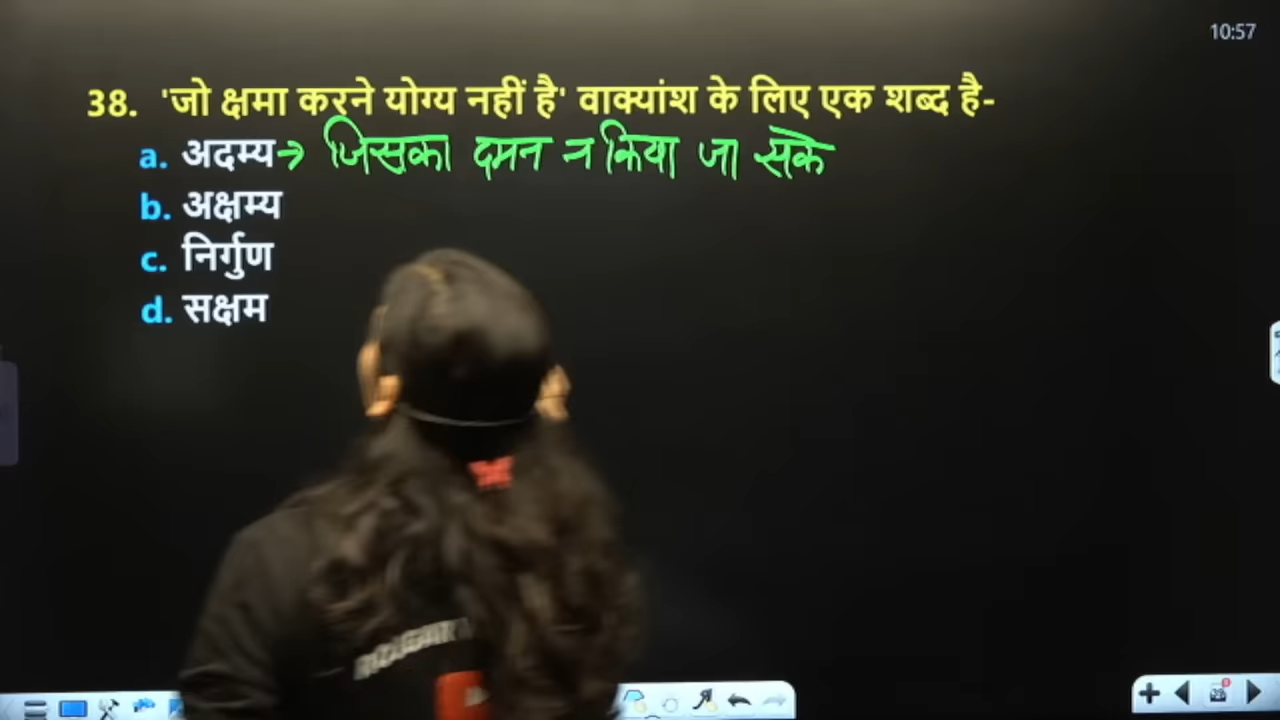 10:57
38. 'जो क्षमा करने योग्य नहीं है' वाक्यांश के लिए एक शब्द है-
a. अदम्य→ जिसका दमन न किया जा सके
b. अक्षम्य
c. निर्गुण
d. सक्षम